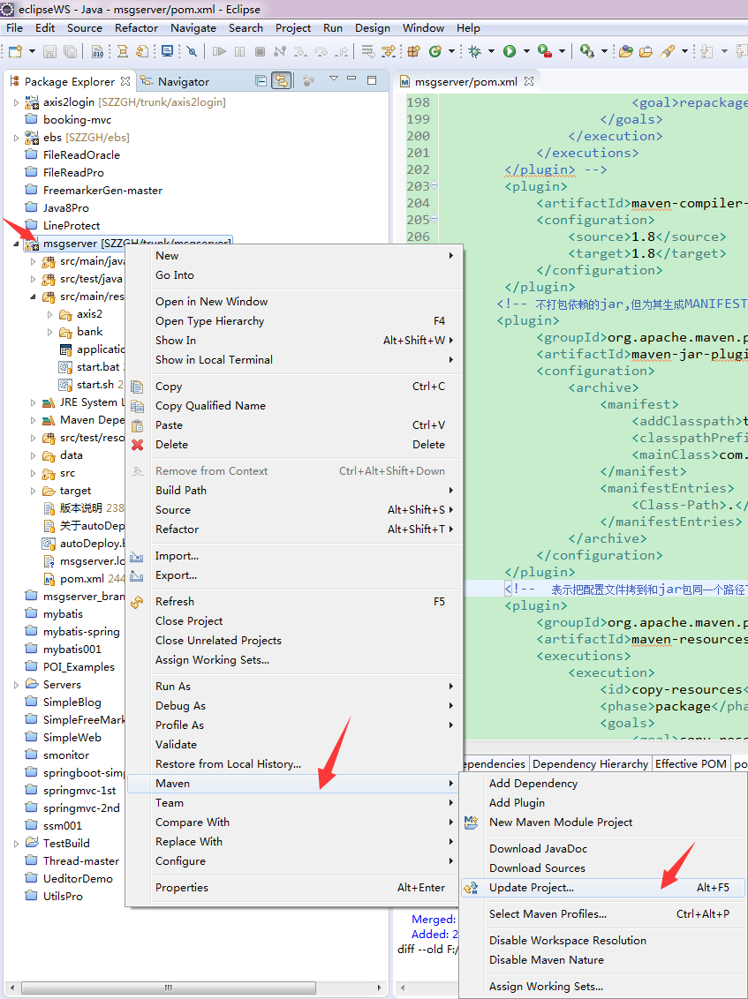 eclipseWS - Java - msgserver/pom.xml - Eclipse
File Edit Source Refactor Navigate Search Project Run Design Window Help
Package Explorer
Navigator
axis2login [SZZGH/trunk/axis2login]
booking-mvc
ebs [SZZGH/ebs]
FileReadOracle
FileReadPro
FreemarkerGen-master
Java8Pro
LineProtect
msgserver [SZZGH/trunk/msgserver]
src/main/java
src/test/java
src/main/res
axis2
bank
applicatio
start.bat 2
start.sh 2
JRE System L
Maven Depe
src/test/reso
data
src
target
版本说明 238
关于autoDep
autoDeploy.b
msgserver.lo
pom.xml 244
msgserver_bran
mybatis
mybatis-spring
mybatis001
POI_Examples
Servers
SimpleBlog
SimpleFreeMark
SimpleWeb
smonitor
springboot-simp
springmvc-1st
springmvc-2nd
ssm001
TestBuild
Thread-master
UeditorDemo
UtilsPro
New
Go Into
Open in New Window
Open Type Hierarchy F4
Show In Alt+Shift+W
Show in Local Terminal
Copy Ctrl+C
Copy Qualified Name
Paste Ctrl+V
Delete Delete
Remove from Context Ctrl+Alt+Shift+Down
Build Path
Source Alt+Shift+S
Refactor Alt+Shift+T
Import...
Export...
Refresh F5
Close Project
Close Unrelated Projects
Assign Working Sets...
Run As
Debug As
Profile As
Validate
Restore from Local History...
Maven
Team
Compare With
Replace With
Configure
Properties Alt+Enter
msgserver/pom.xml
198 <goal>repackage
199 </goals>
200 </execution>
201 </executions>
202 </plugin> -->
203 <plugin>
204 <artifactId>maven-compiler-
205 <configuration>
206 <source>1.8</source>
<target>1.8</target>
</configuration>
</plugin>
<!-- 不打包依赖的jar,但为其生成MANIFEST
<plugin>
<groupId>org.apache.maven.p
<artifactId>maven-jar-plugi
<configuration>
<archive>
<manifest>
<addClasspath>t
<classpathPrefi
<mainClass>com.
</manifest>
<manifestEntries>
<Class-Path>.</
</manifestEntries>
</archive>
</configuration>
</plugin>
<!-- 表示把配置文件拷到和jar包同一个路径下
<plugin>
<groupId>org.apache.maven.p
<artifactId>maven-resources
<executions>
<execution>
<id>copy-resources<
<phase>package</pha
<goals>
<goal>copy-reso
ependencies Dependency Hierarchy Effective POM po
Add Dependency
Add Plugin
New Maven Module Project
Download JavaDoc
Download Sources
Update Project... Alt+F5
Select Maven Profiles... Ctrl+Alt+P
Disable Workspace Resolution
Disable Maven Nature
Assign Working Sets...
Merged:
Added: 2
diff --old F:/